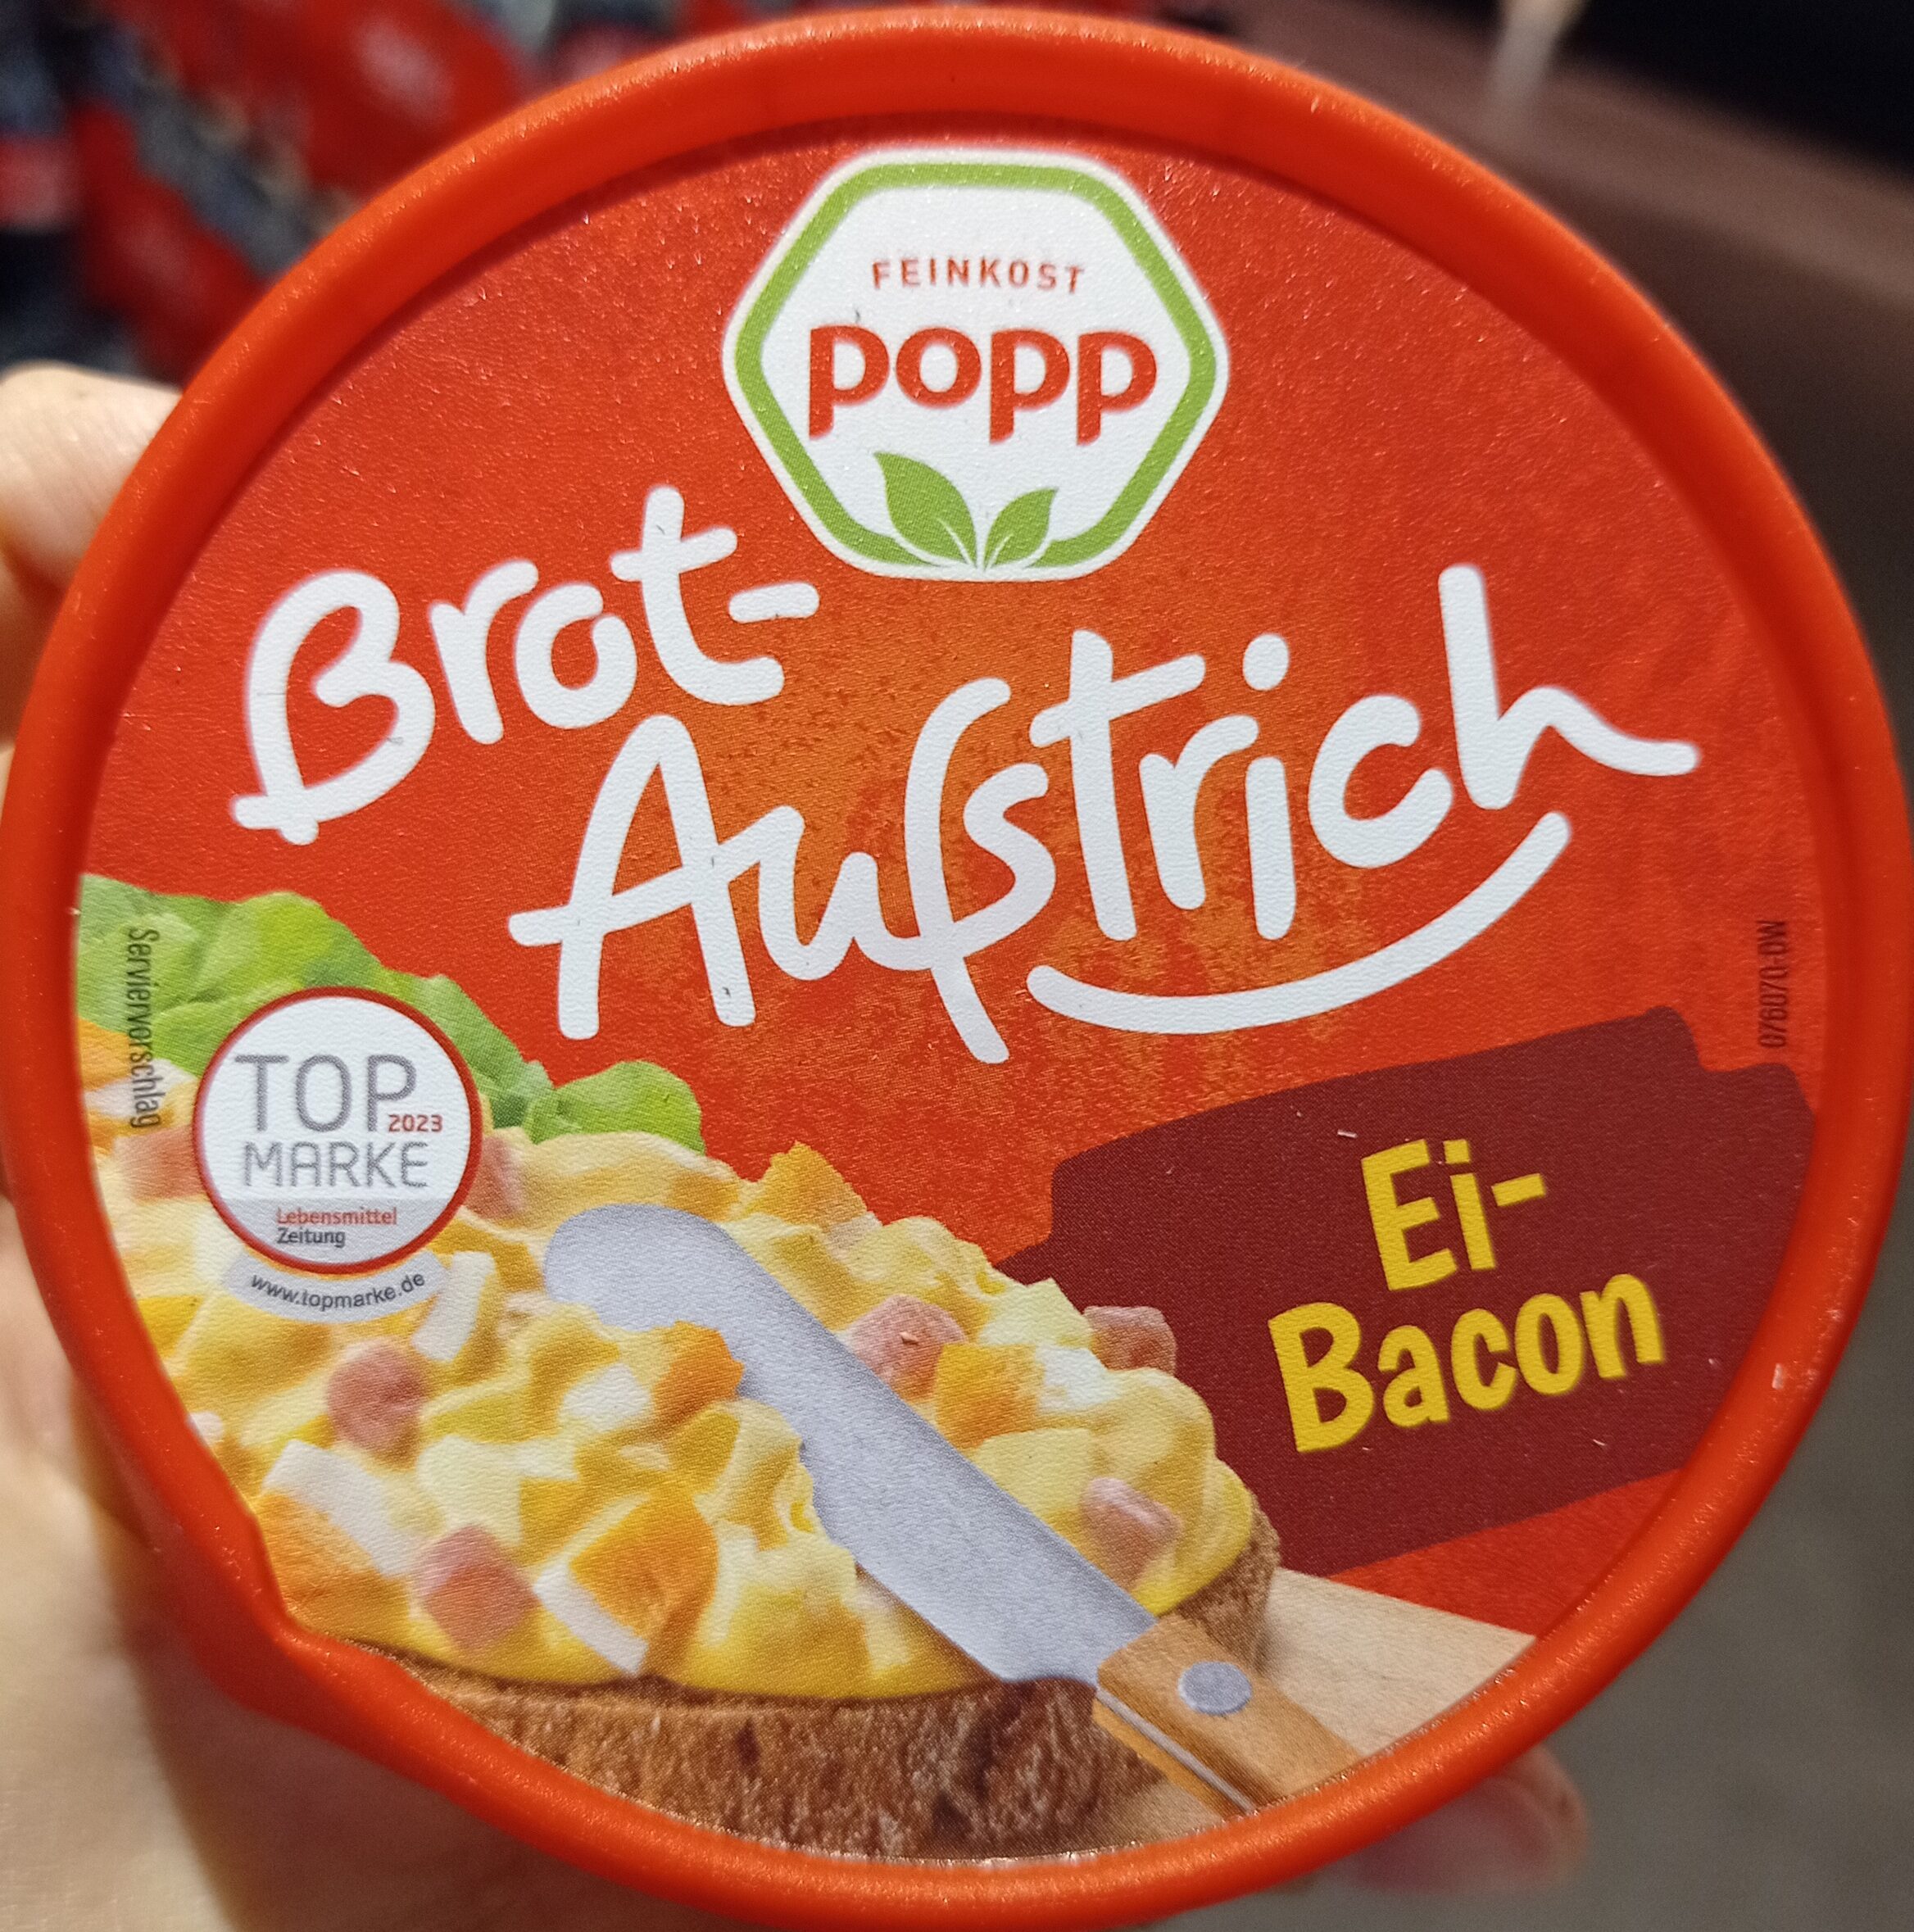 FEINKOST
popp
Brot-
Aufstrich
Serviervorschlag
TOP
2023
MARKE
Lebensmittel
Zeitung
www.topmarke.de
076070-DW
Ei-
Bacon